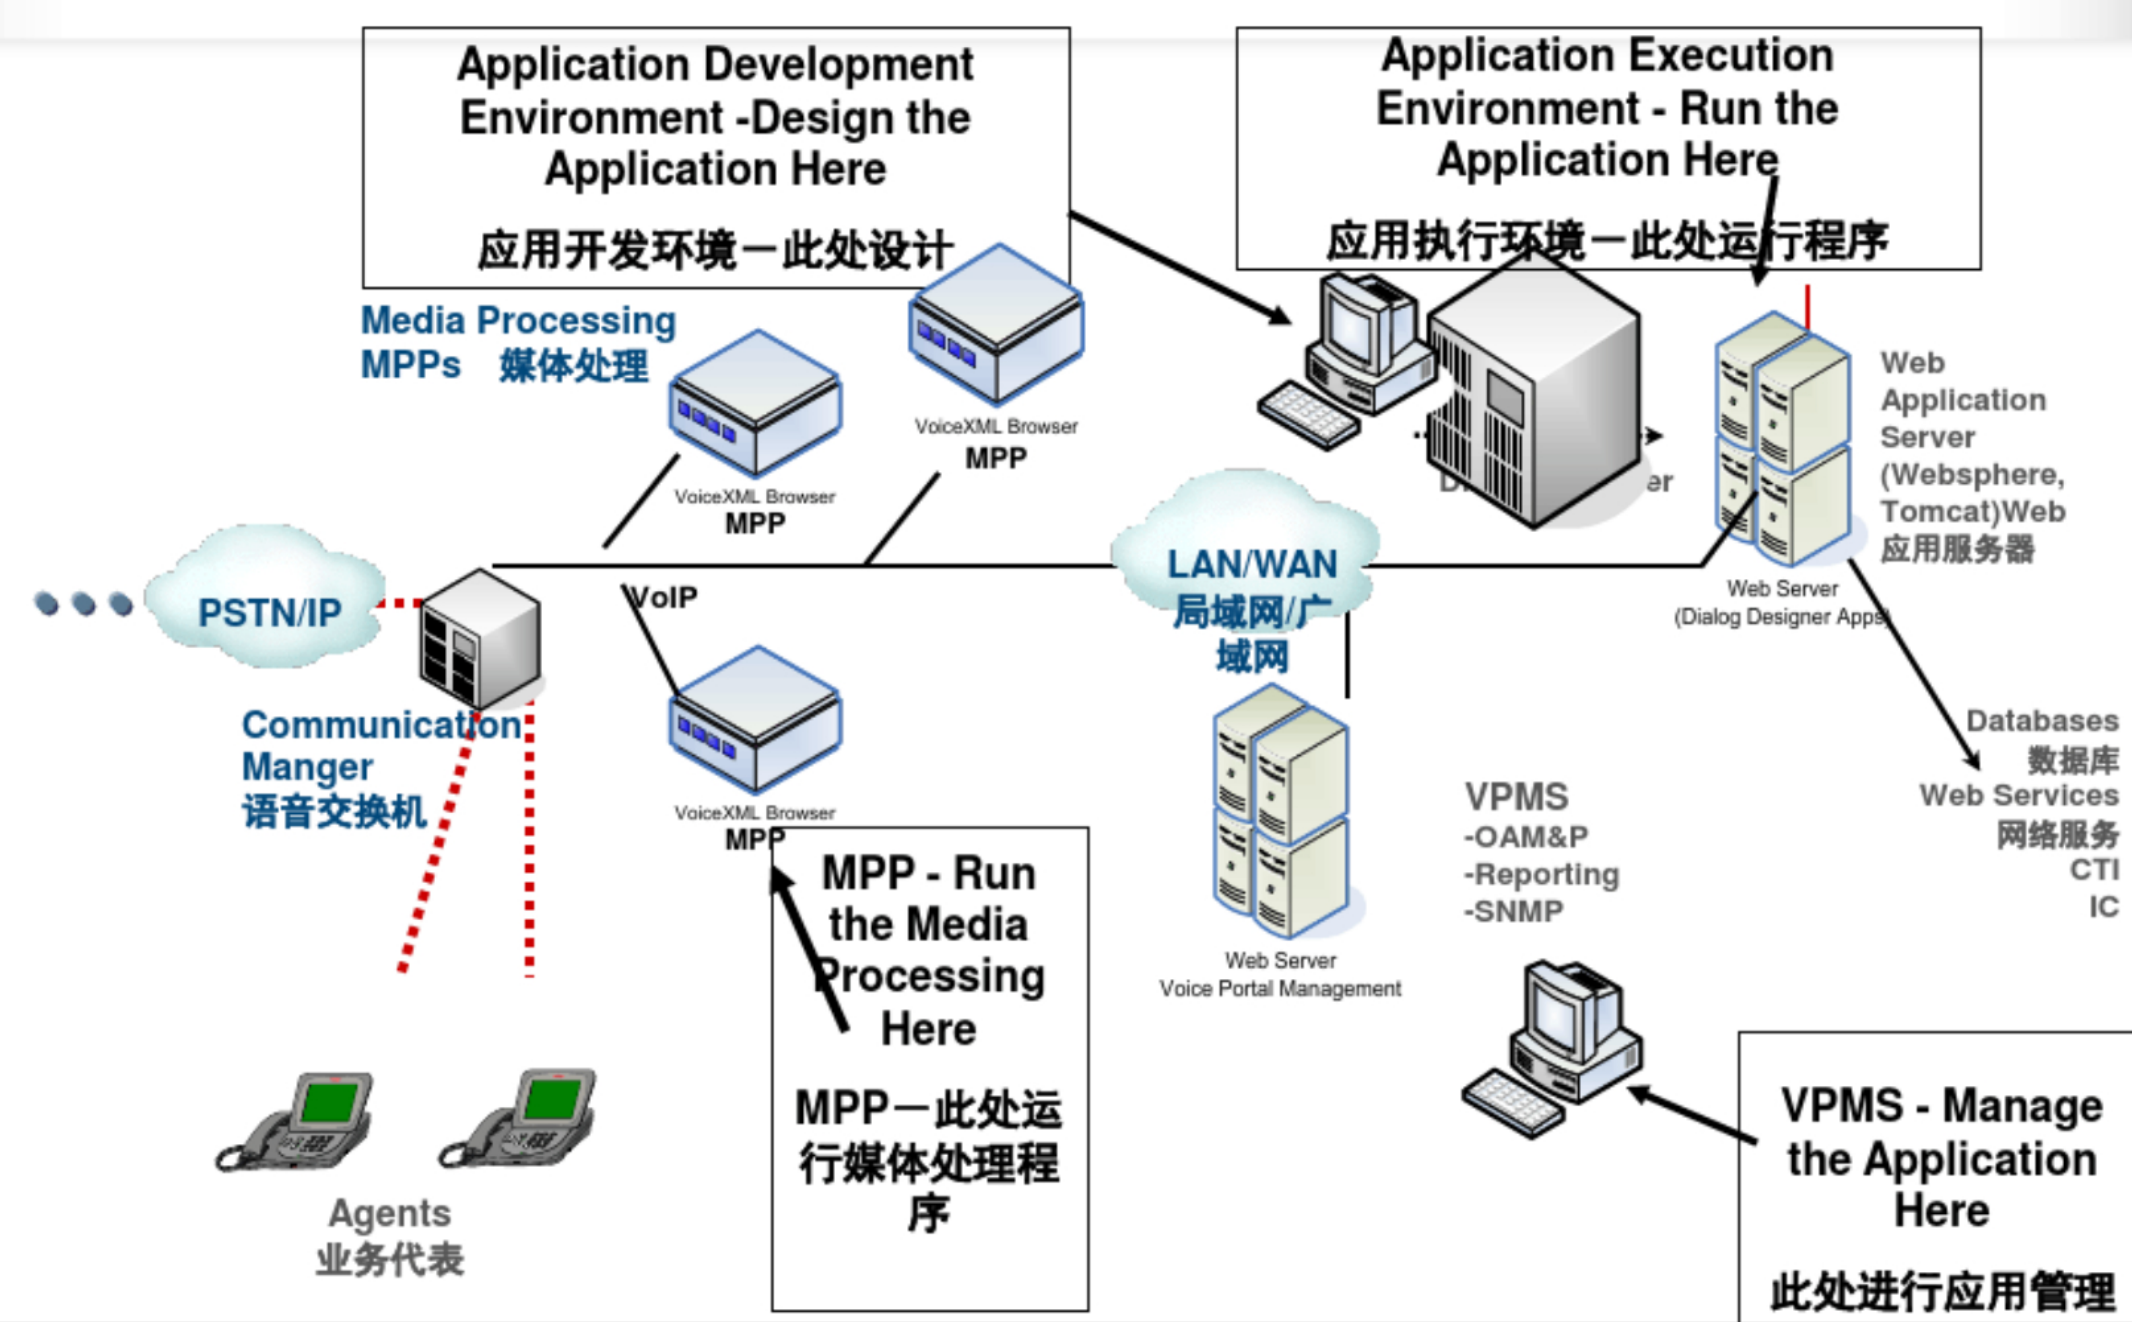 Application Development
Environment -Design the
Application Here
应用开发环境－此处设计
Application Execution
Environment - Run the
Application Here
应用执行环境－此处运行程序
Media Processing
MPPs 媒体处理
VoiceXML Browser
MPP
VoiceXML Browser
MPP
Web
Application
Server
(Websphere,
Tomcat)Web
应用服务器
PSTN/IP
LAN/WAN
局域网/广
域网
VoIP
Web Server
(Dialog Designer Apps)
Communication
Manger
语音交换机
VoiceXML Browser
MPP
Databases
数据库
Web Services
网络服务
CTI
IC
VPMS
-OAM&P
-Reporting
-SNMP
Web Server
Voice Portal Management
MPP - Run
the Media
Processing
Here
MPP－此处运
行媒体处理程
序
VPMS - Manage
the Application
Here
此处进行应用管理
Agents
业务代表